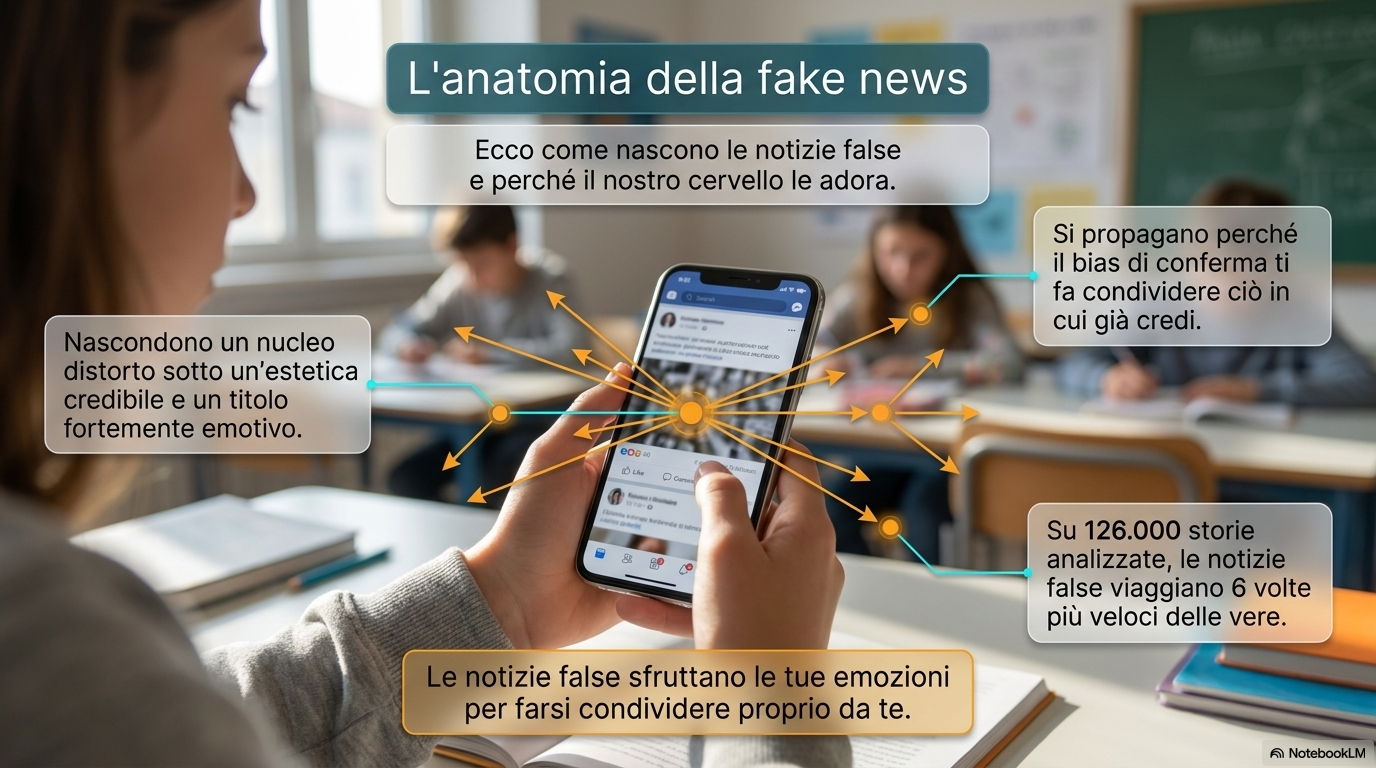 L'anatomia della fake news
Ecco come nascono le notizie false
e perché il nostro cervello le adora.
Nascondono un nucleo
distorto sotto un'estetica
credibile e un titolo
fortemente emotivo.
Si propagano perché
il bias di conferma ti
fa condividere ciò in
cui già credi.
Su 126.000 storie
analizzate, le notizie
false viaggiano 6 volte
più veloci delle vere.
Search
Like
Le notizie false sfruttano le tue emozioni
per farsi condividere proprio da te.
NotebookLM